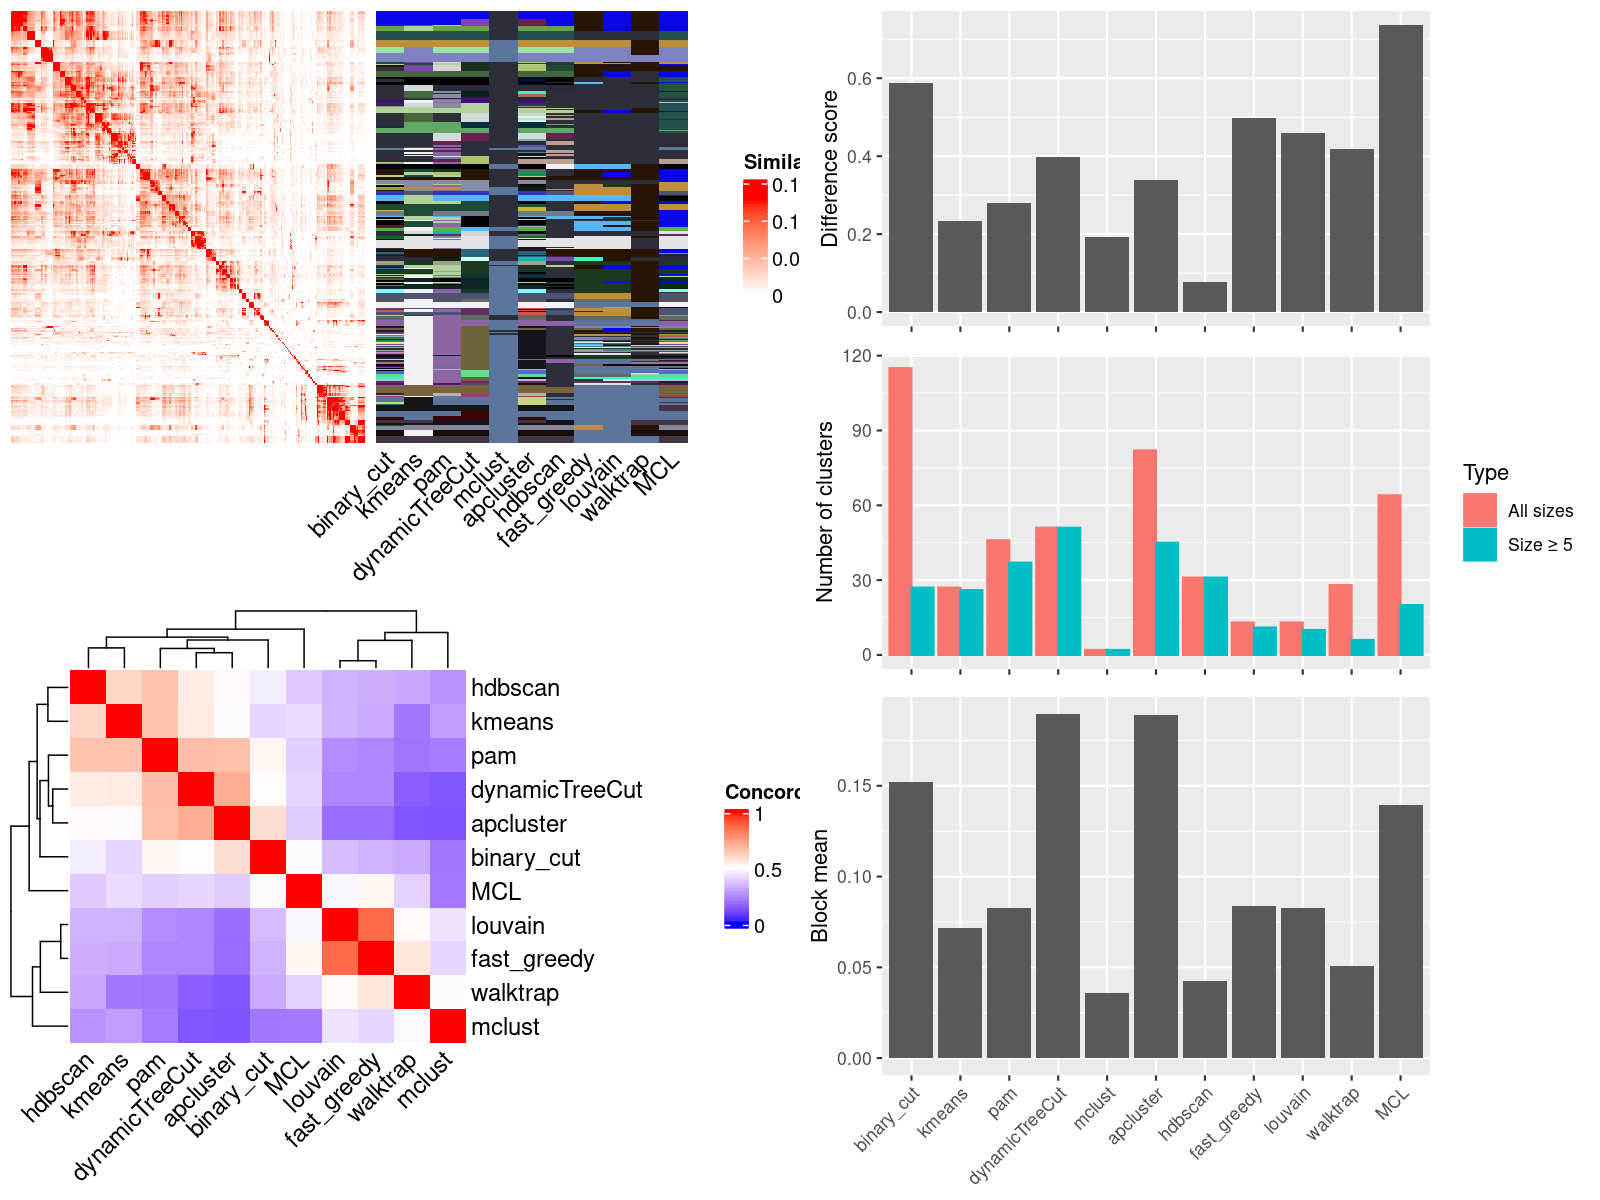 Simila
0.1
0.1
0.0
0
binary_cut
kmeans
pam
dynamicTreeCut
mclust
apcluster
hdbscan
fast_greedy
louvain
walktrap
MCL
hdbscan
kmeans
pam
dynamicTreeCut
apcluster
binary_cut
MCL
louvain
fast_greedy
walktrap
mclust
hdbscan
kmeans
pam
dynamicTreeCut
apcluster
binary_cut
MCL
louvain
fast_greedy
walktrap
mclust
Concord
1
0.5
0
Difference score
0.6
0.4
0.2
0.0
Number of clusters
120
90
60
30
0
Type
All sizes
Size ≥ 5
Block mean
0.15
0.10
0.05
0.00
binary_cut
kmeans
pam
dynamicTreeCut
mclust
apcluster
hdbscan
fast_greedy
louvain
walktrap
MCL